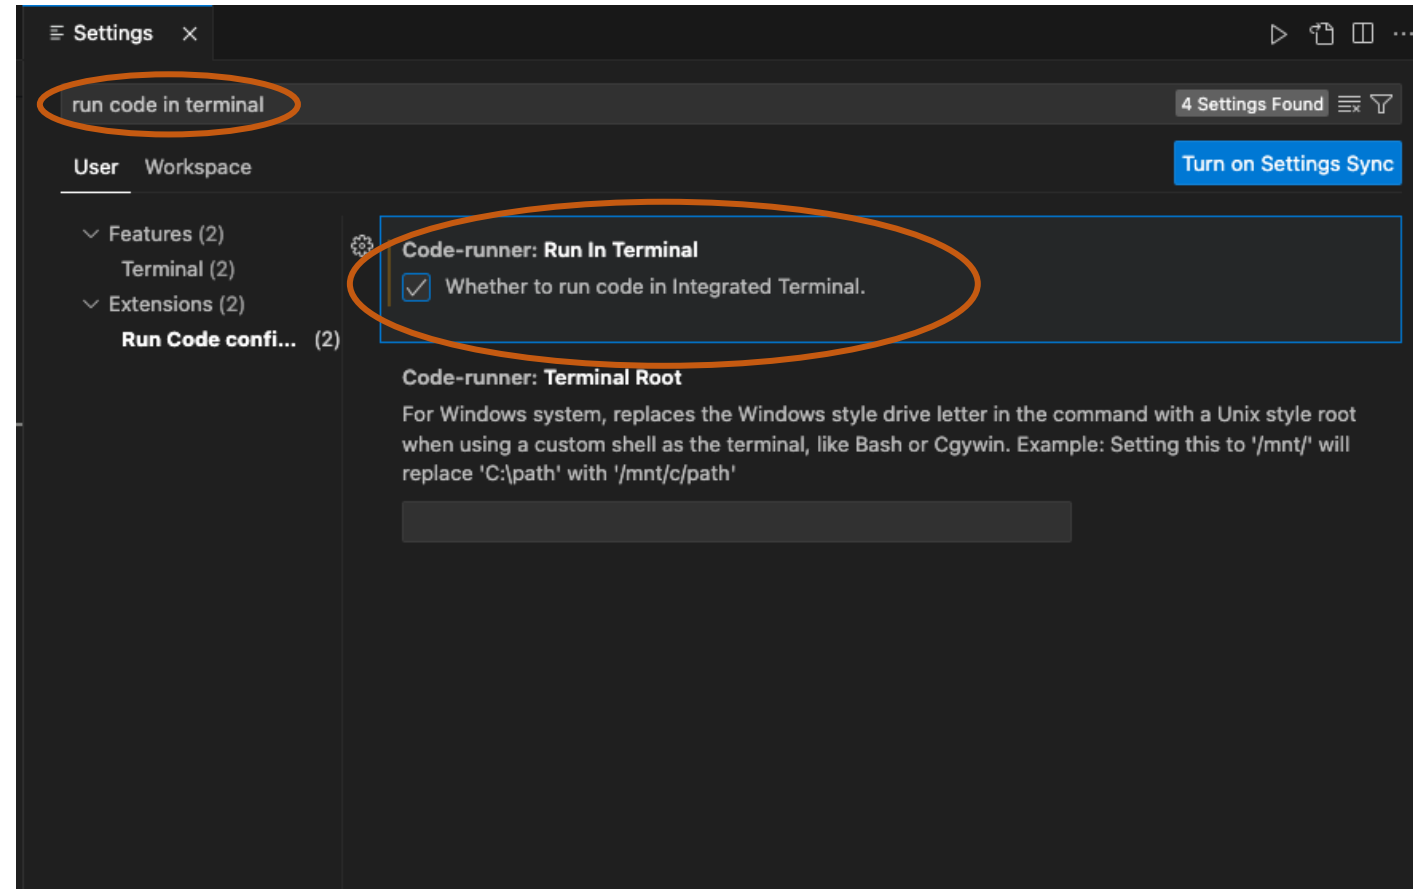 Settings
run code in terminal
4 Settings Found
User Workspace
Turn on Settings Sync
Features (2)
Terminal (2)
Extensions (2)
Run Code confi... (2)
Code-runner: Run In Terminal
Whether to run code in Integrated Terminal.
Code-runner: Terminal Root
For Windows system, replaces the Windows style drive letter in the command with a Unix style root
when using a custom shell as the terminal, like Bash or Cgywin. Example: Setting this to '/mnt/' will
replace 'C:\path' with '/mnt/c/path'